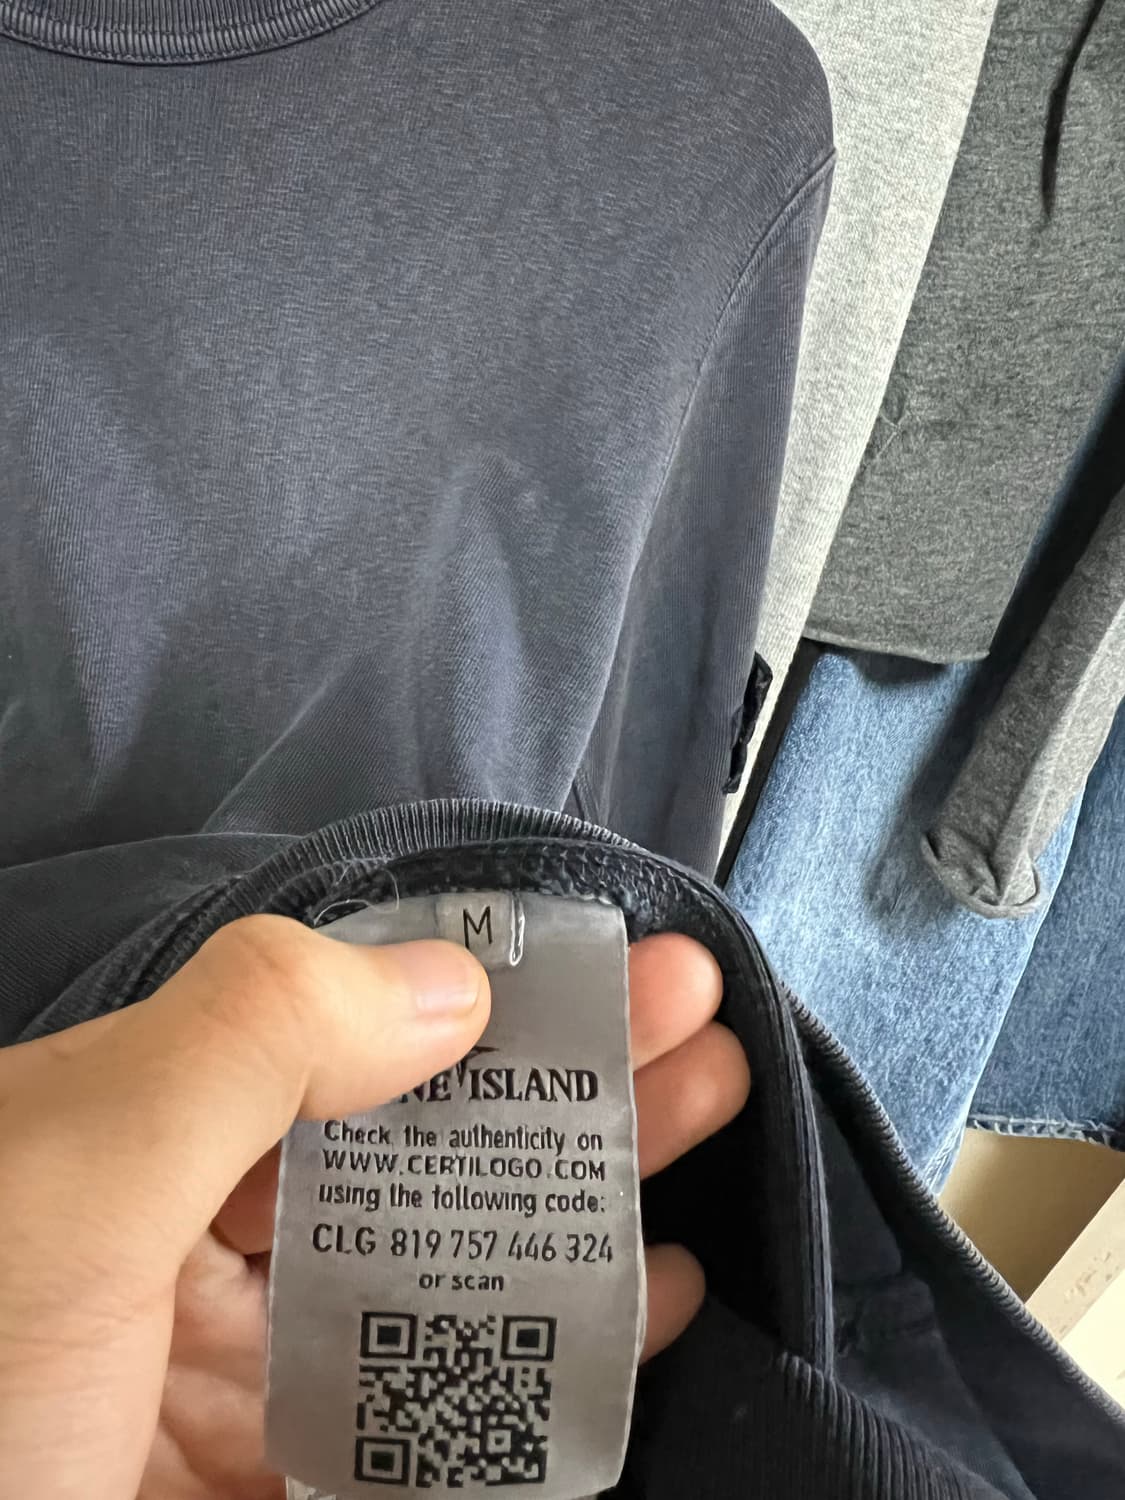 M
ISLAND
Check the authenticity on
WWW.CERTILOGO.COM
using the following code:
CLG 819 757 446 324
or scan